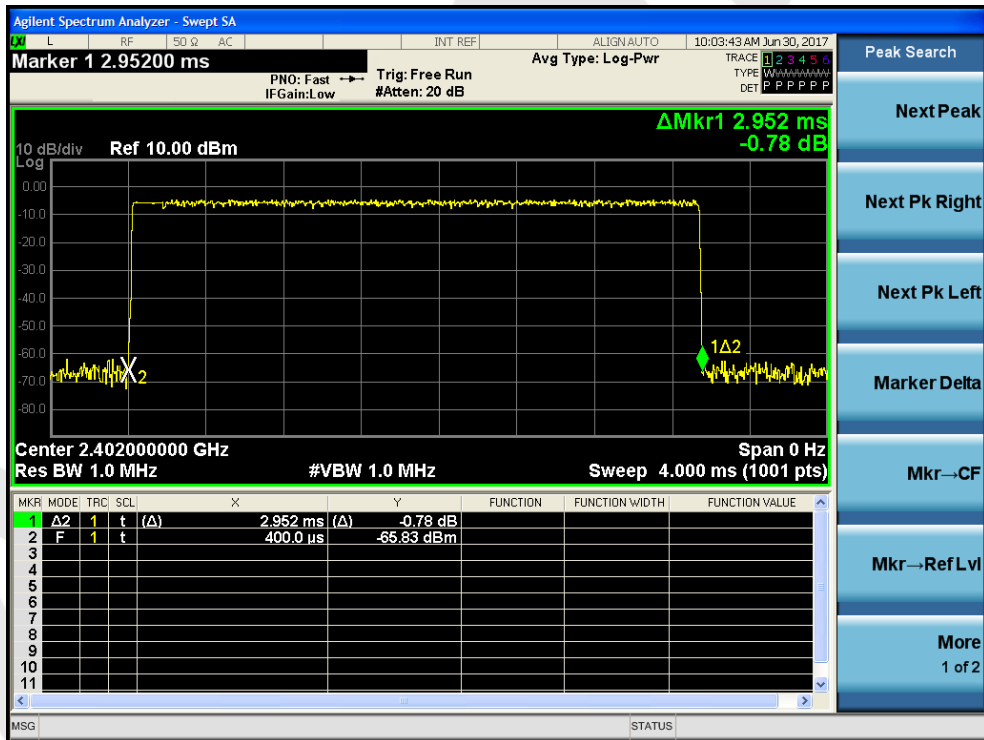 Agilent Spectrum Analyzer - Swept SA
LXI L RF 50 Ω AC INT REF ALIGN AUTO 10:03:43 AM Jun 30, 2017
Marker 1 2.95200 ms
PNO: Fast
IFGain:Low
Trig: Free Run
#Atten: 20 dB
Avg Type: Log-Pwr
TRACE 1 2 3 4 5 6
TYPE WWWWWW
DET P P P P P P
ΔMkr1 2.952 ms
-0.78 dB
10 dB/div Ref 10.00 dBm
Log
0.00
-10.0
-20.0
-30.0
-40.0
-50.0
-60.0
-70.0
-80.0
2
1Δ2
Center 2.402000000 GHz Span 0 Hz
Res BW 1.0 MHz #VBW 1.0 MHz Sweep 4.000 ms (1001 pts)
MKR MODE TRC SCL X Y FUNCTION FUNCTION WIDTH FUNCTION VALUE
1 Δ2 1 t (Δ) 2.952 ms (Δ) -0.78 dB
2 F 1 t 400.0 µs -65.83 dBm
3
4
5
6
7
8
9
10
11
MSG STATUS
Peak Search
Next Peak
Next Pk Right
Next Pk Left
Marker Delta
Mkr→CF
Mkr→Ref Lvl
More
1 of 2